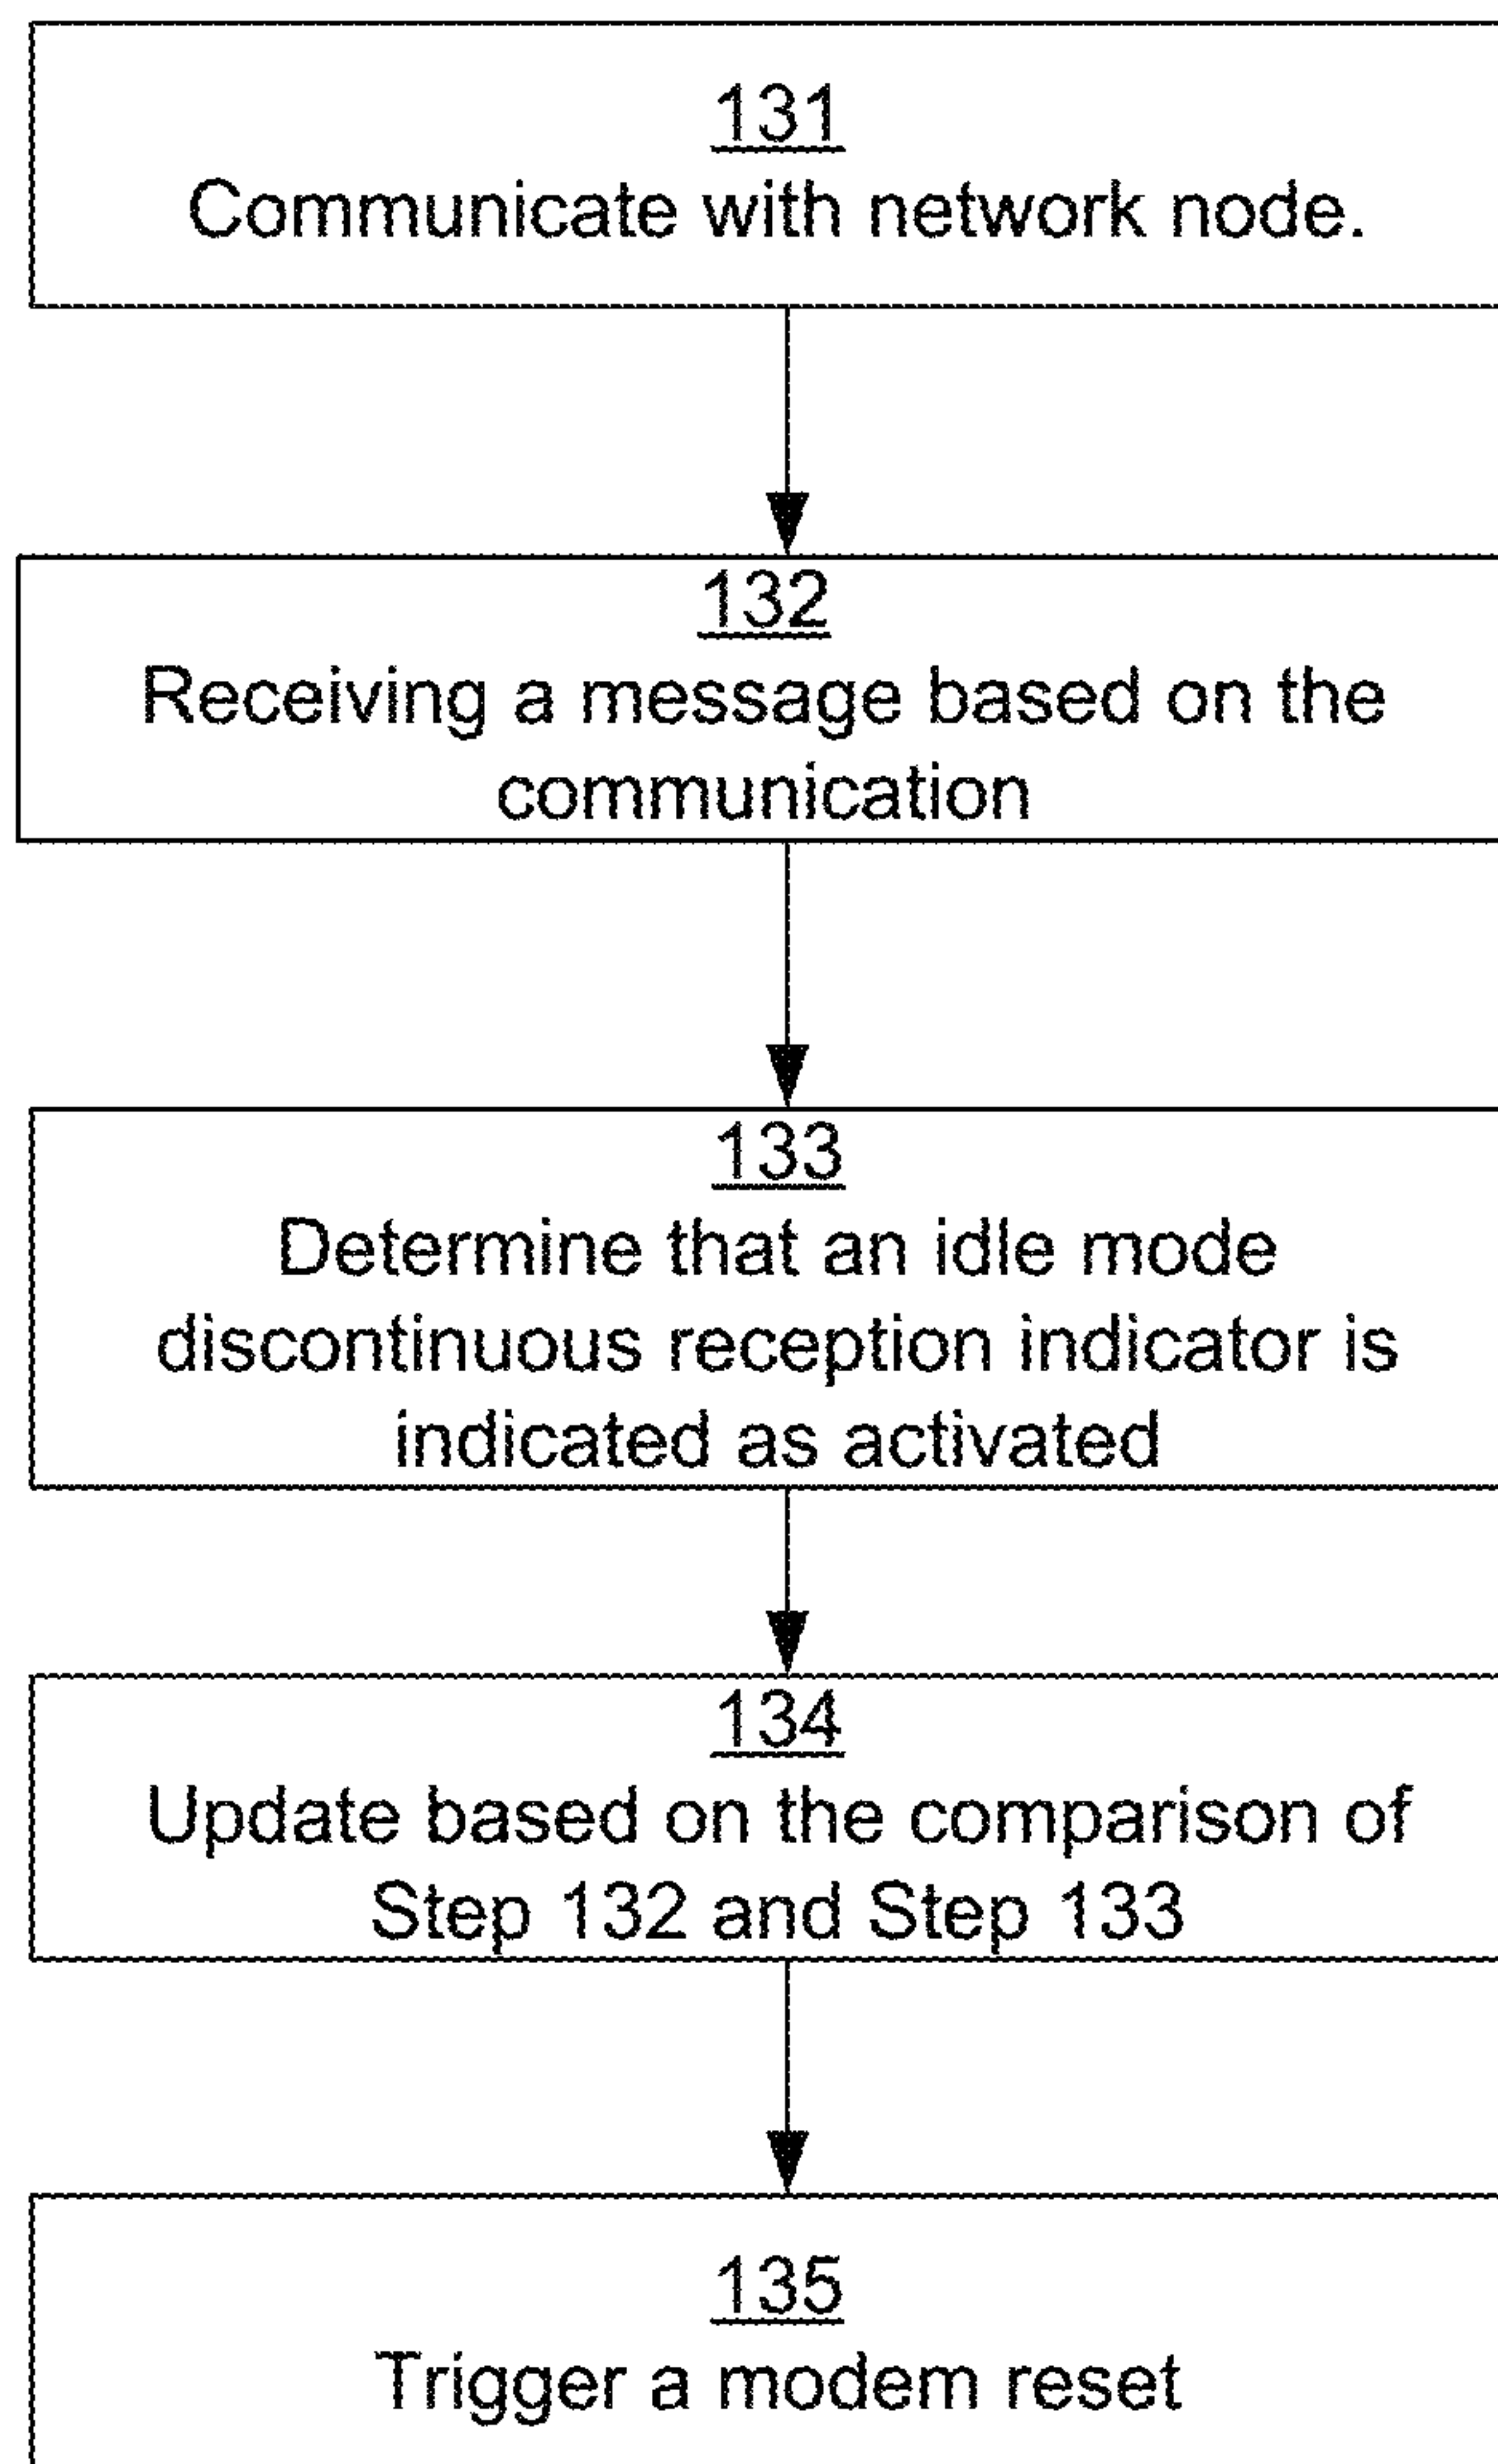 131
Communicate with network node.
132
Receiving a message based on the
communication
133
Determine that an idle mode
discontinuous reception indicator is
indicated as activated
134
Update based on the comparison of
Step 132 and Step 133
135
Trigger a modem reset